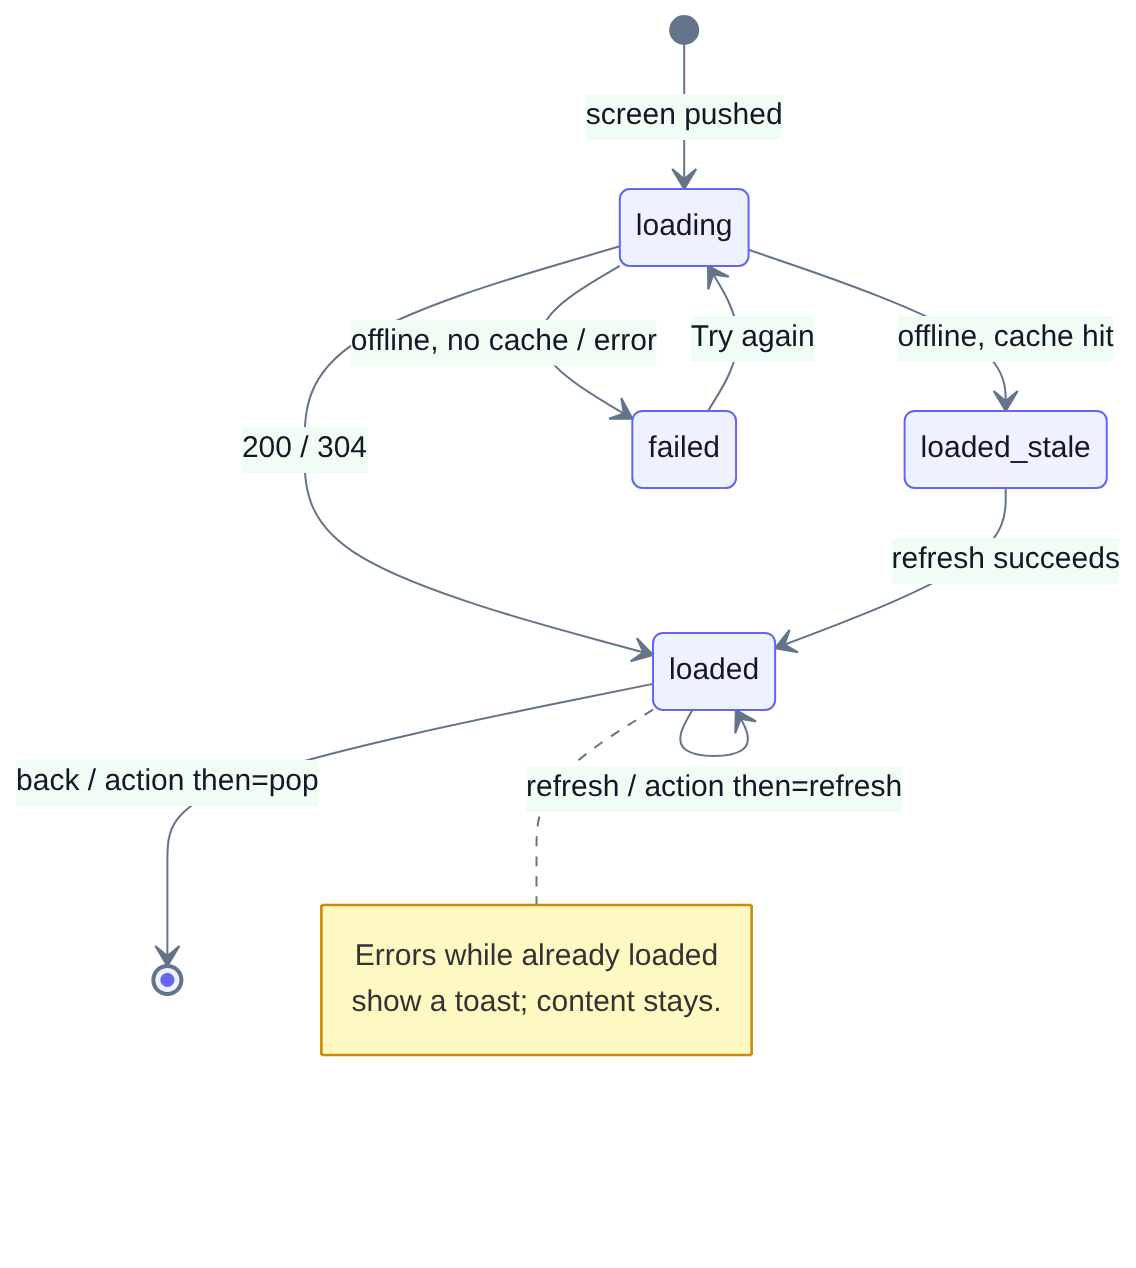 screen pushed
loading
offline, no cache / error
Try again
offline, cache hit
200 / 304
failed
loaded_stale
refresh succeeds
loaded
back / action then=pop
refresh / action then=refresh
Errors while already loaded
show a toast; content stays.